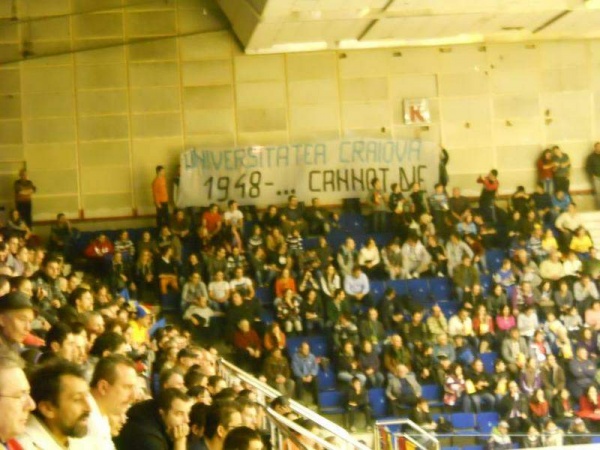 UNIVERSITATEA CRAIOVA
1948-... CANNOT DIE
K